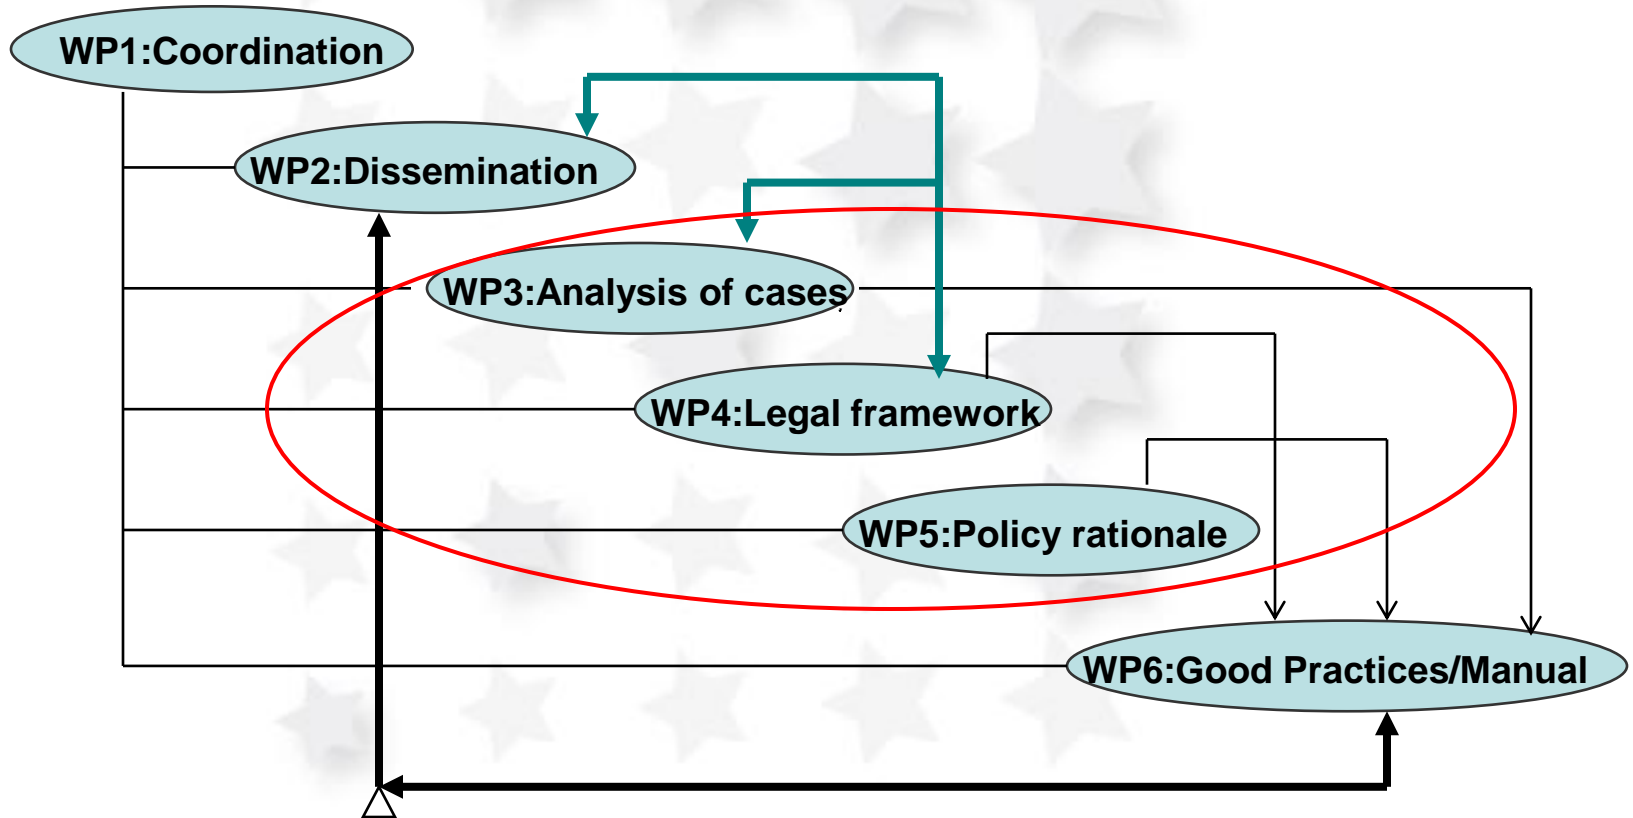 WP1:Coordination
WP2:Dissemination
WP3:Analysis of cases
WP4:Legal framework
WP5:Policy rationale
WP6:Good Practices/Manual